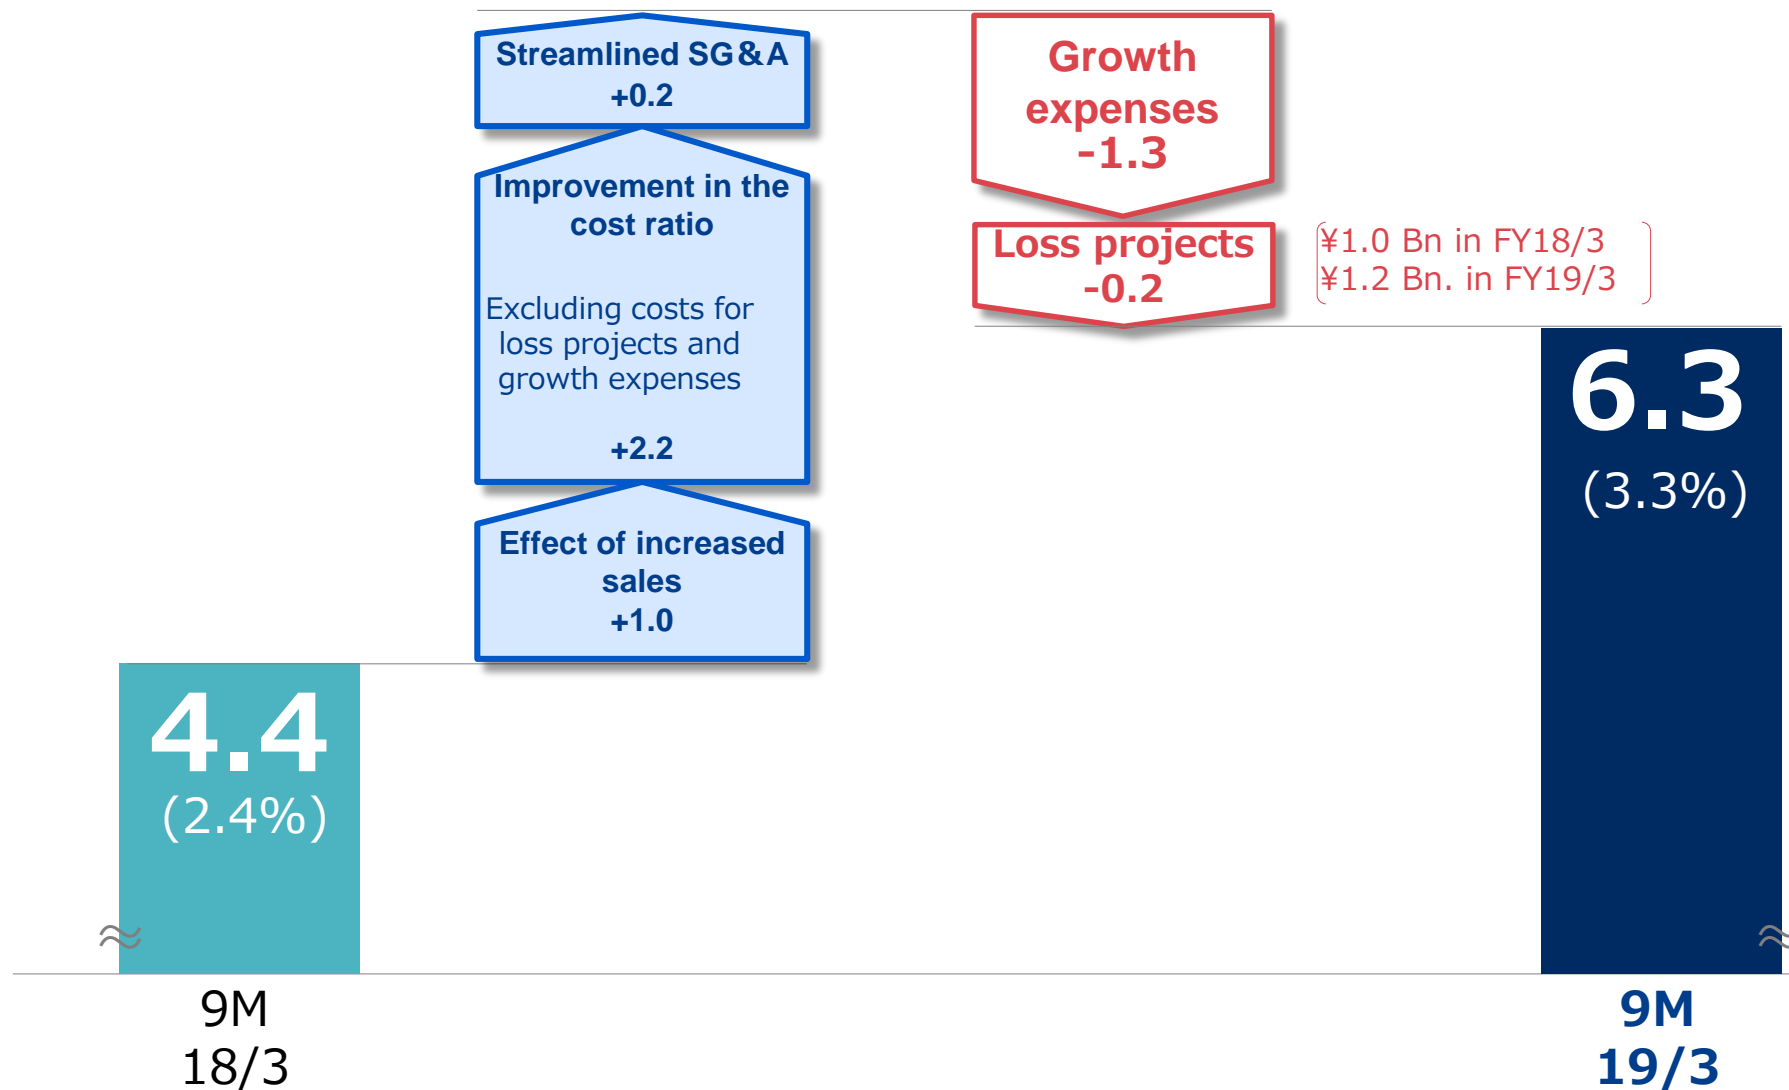 Streamlined SG&A
+0.2
Improvement in the
cost ratio
Excluding costs for
loss projects and
growth expenses
+2.2
Effect of increased
sales
+1.0
Growth
expenses
-1.3
Loss projects
-0.2
¥1.0 Bn in FY18/3
¥1.2 Bn. in FY19/3
4.4
(2.4%)
6.3
(3.3%)
9M
18/3
9M
19/3